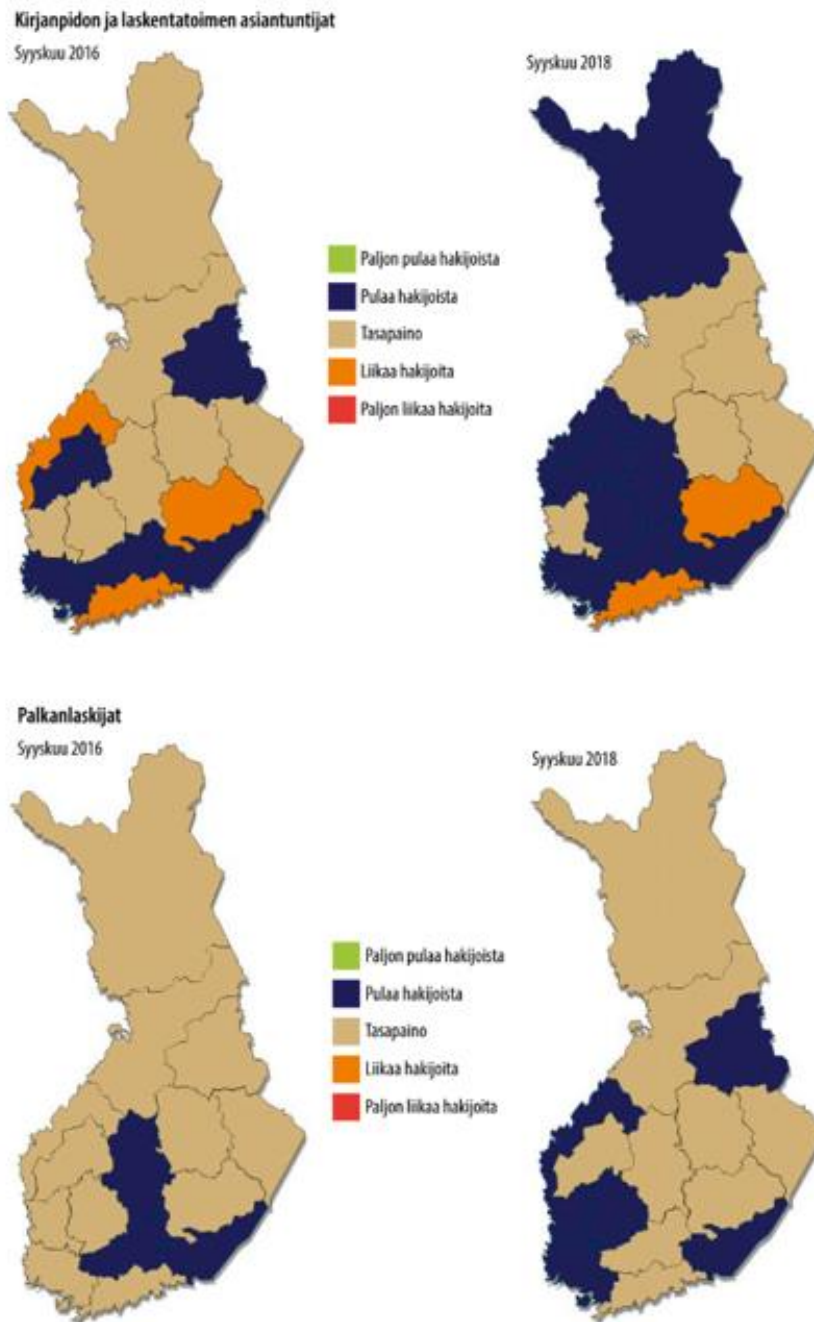 Kirjanpidon ja laskentatoimen asiantuntijat
Syyskuu 2016
Syyskuu 2018
Paljon pulaa hakijoista
Pulaa hakijoista
Tasapaino
Liikaa hakijoita
Paljon liikaa hakijoita
Palkanlaskijat
Syyskuu 2016
Syyskuu 2018
Paljon pulaa hakijoista
Pulaa hakijoista
Tasapaino
Liikaa hakijoita
Paljon liikaa hakijoita